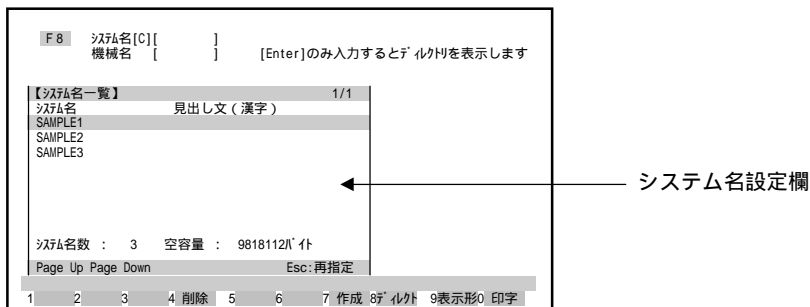 F8 ｼｽﾃﾑ名[C][ ]
機械名 [ ] [Enter]のみ入力するとﾃﾞｨﾚｸﾄﾘを表示します
【ｼｽﾃﾑ名一覧】 1/1
ｼｽﾃﾑ名 見出し文(漢字)
SAMPLE1
SAMPLE2
SAMPLE3
システム名設定欄
ｼｽﾃﾑ名数 : 3 空容量 : 9818112ﾊﾞｲﾄ
Page Up Page Down Esc:再指定
1 2 3 4 削除 5 6 7 作成 8ﾃﾞｨﾚｸﾄ 9表示形0 印字